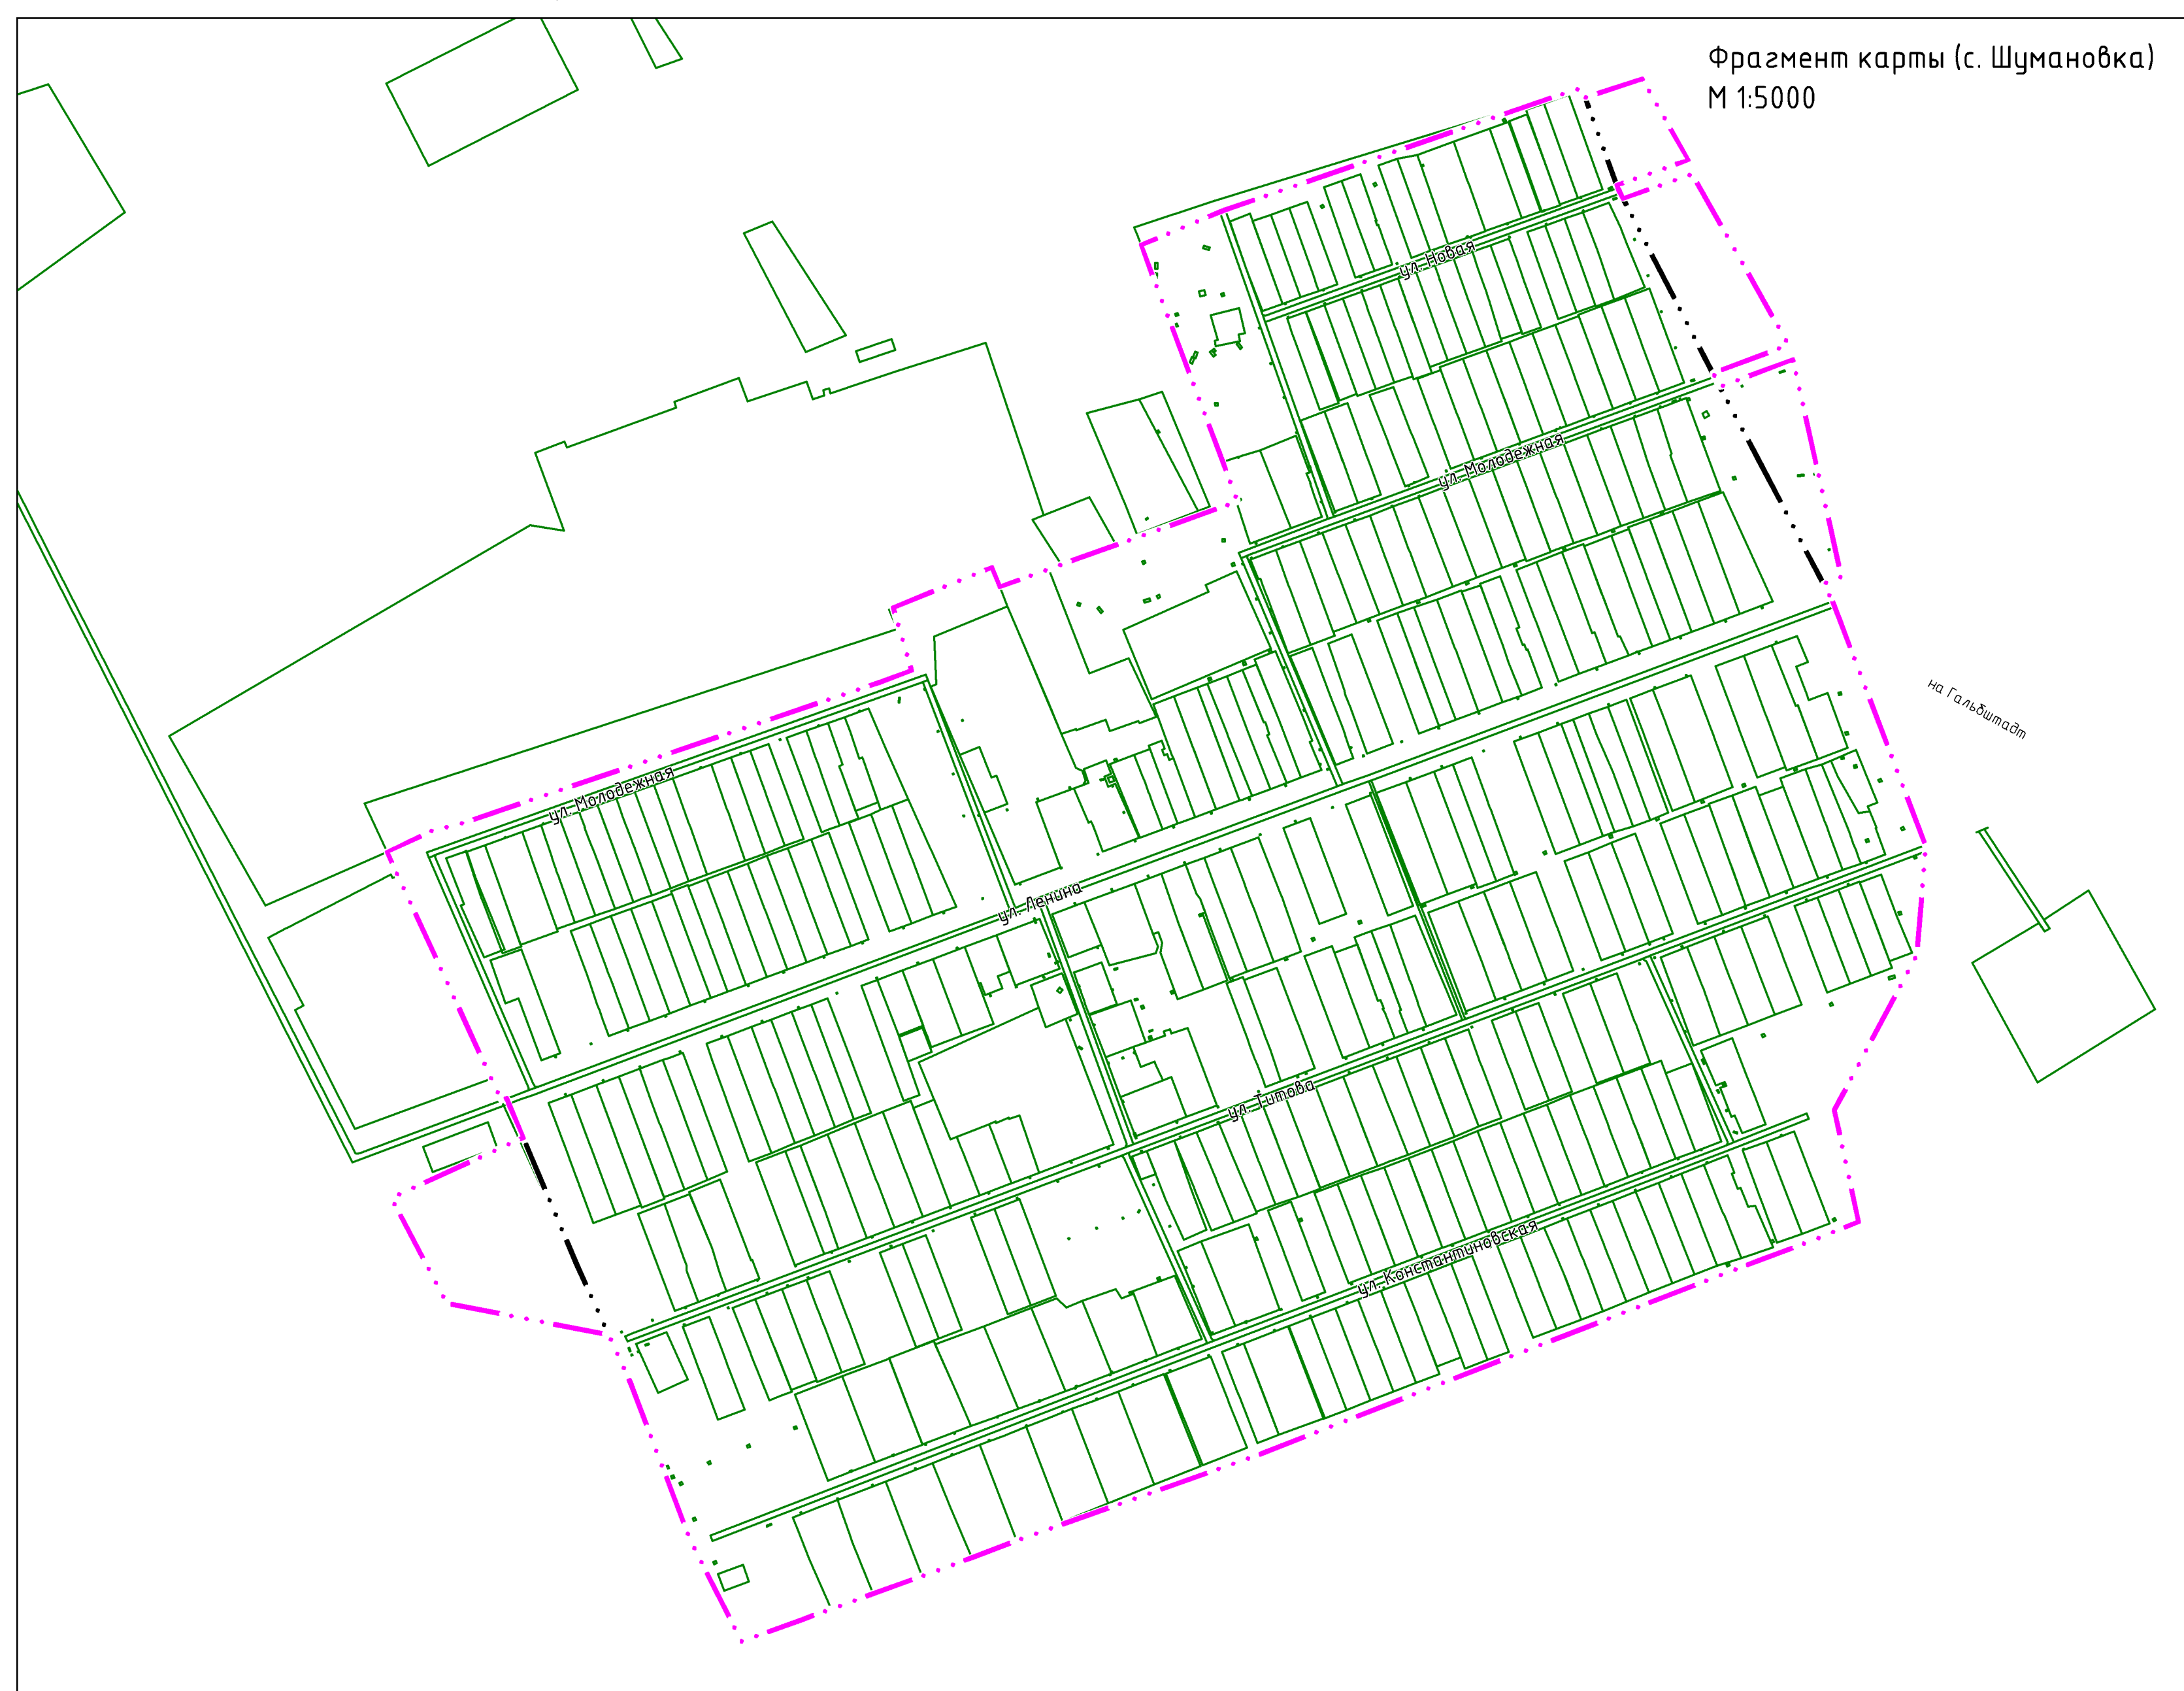 Фрагмент карты (с. Шумановка)
М 1:5000
ул. Новая
ул. Молодежная
на Гальбштадт
ул. Молодежная
ул. Ленина
ул. Титова
ул. Константиновская